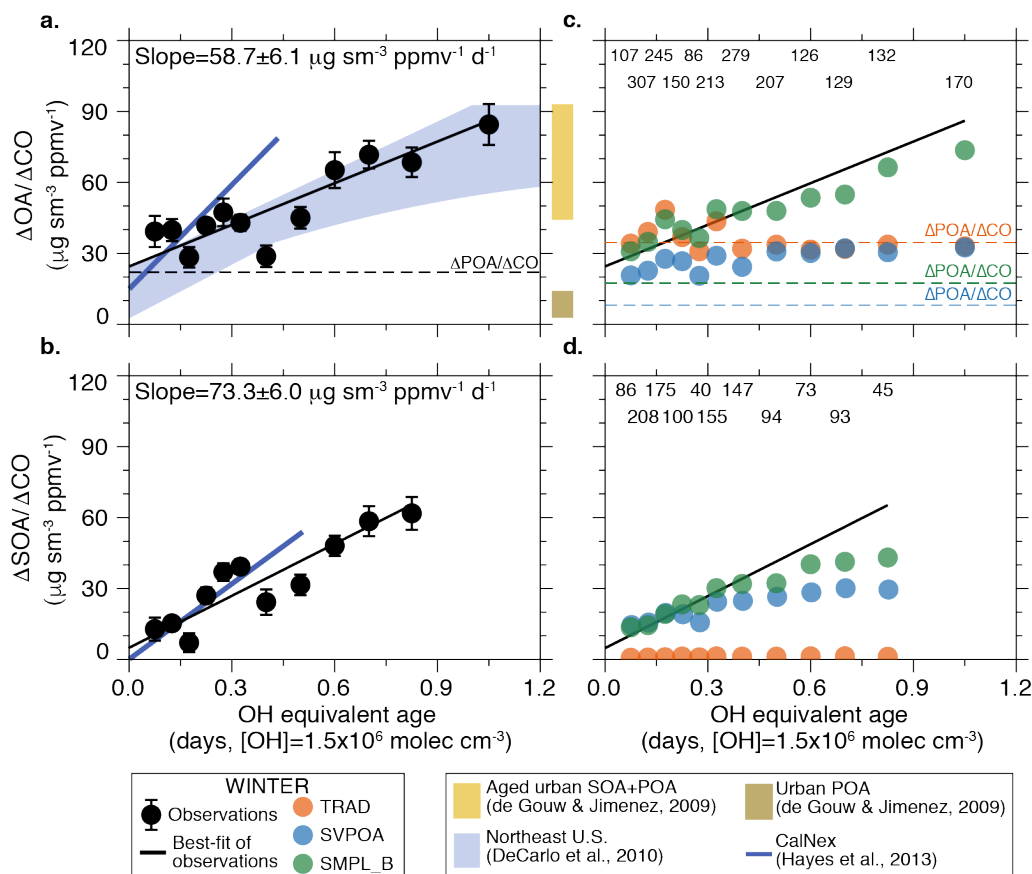 a.
Slope=58.7±6.1 μg sm⁻³ ppmv⁻¹ d⁻¹
120
90
60
30
0
ΔOA/ΔCO
(μg sm⁻³ ppmv⁻¹)
ΔPOA/ΔCO
c.
107 245 86 279 126 132
307 150 213 207 129 170
ΔPOA/ΔCO
ΔPOA/ΔCO
ΔPOA/ΔCO
b.
Slope=73.3±6.0 μg sm⁻³ ppmv⁻¹ d⁻¹
120
90
60
30
0
ΔSOA/ΔCO
(μg sm⁻³ ppmv⁻¹)
0.0 0.3 0.6 0.9 1.2
OH equivalent age
(days, [OH]=1.5x10⁶ molec cm⁻³)
d.
86 175 40 147 73 45
208 100 155 94 93
0.0 0.3 0.6 0.9 1.2
OH equivalent age
(days, [OH]=1.5x10⁶ molec cm⁻³)
WINTER
Observations
Best-fit of
observations
TRAD
SVPOA
SMPL_B
Aged urban SOA+POA
(de Gouw & Jimenez, 2009)
Northeast U.S.
(DeCarlo et al., 2010)
Urban POA
(de Gouw & Jimenez, 2009)
CalNex
(Hayes et al., 2013)